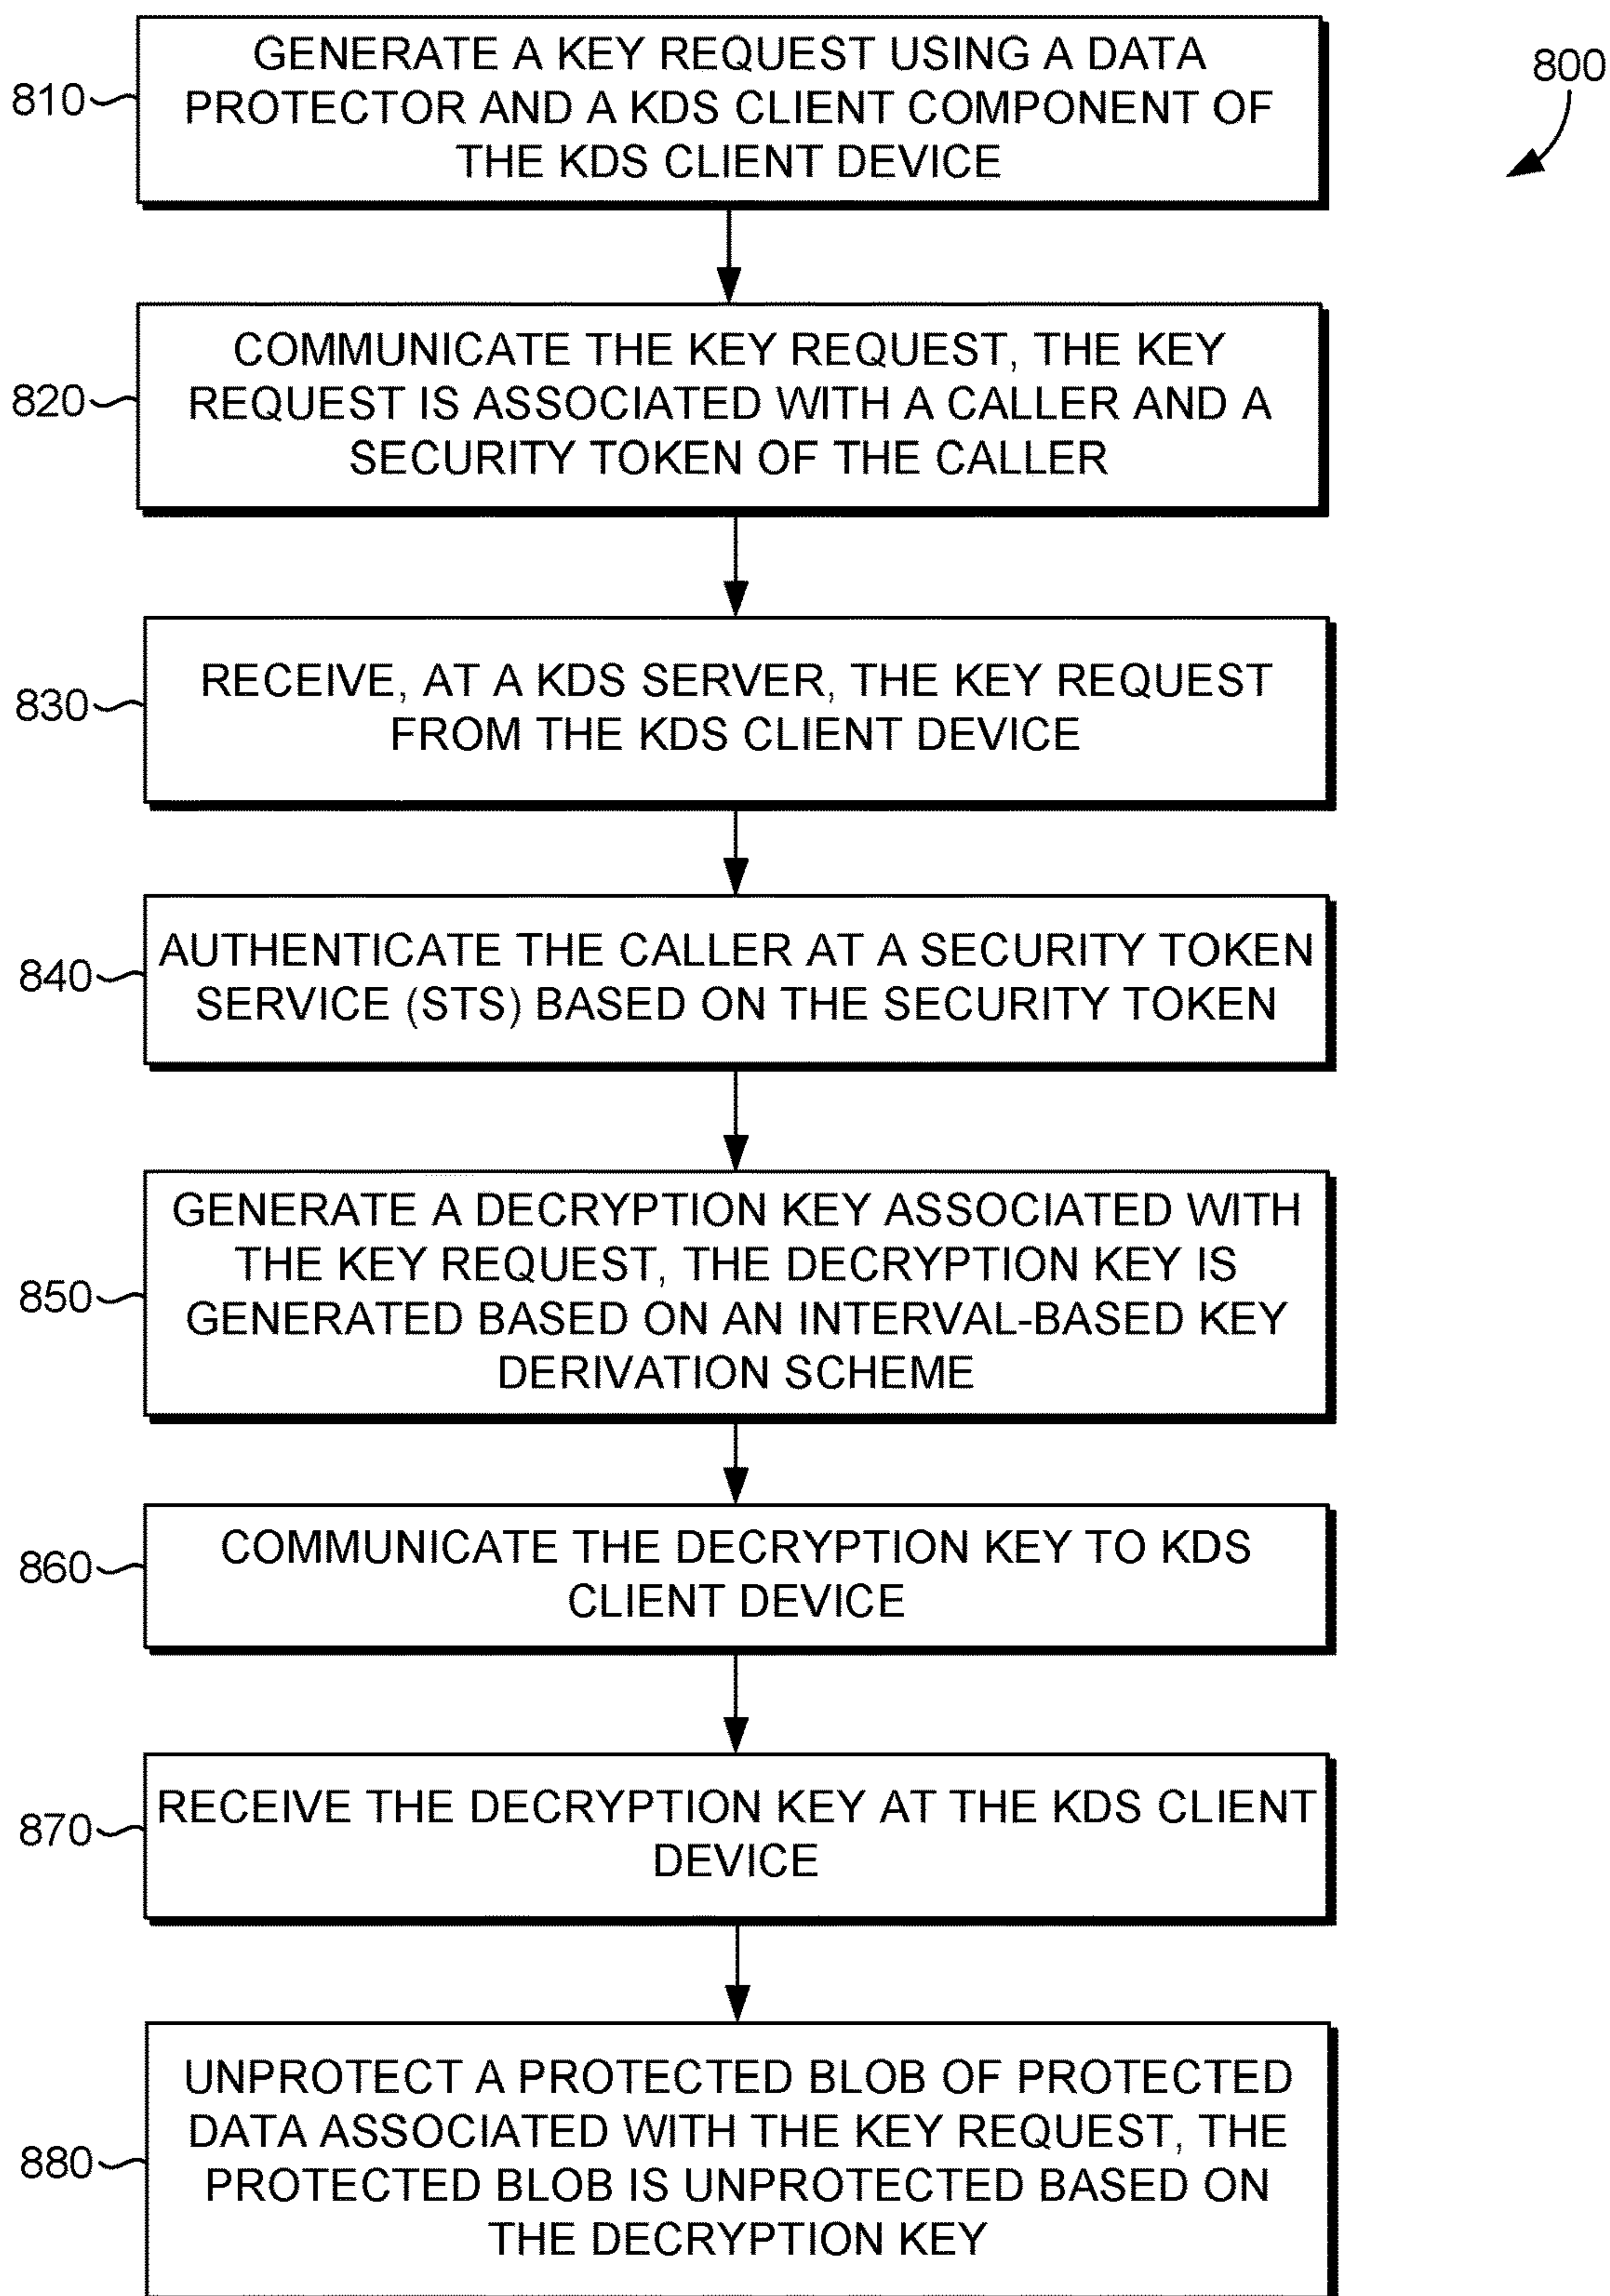 800
810
GENERATE A KEY REQUEST USING A DATA
PROTECTOR AND A KDS CLIENT COMPONENT OF
THE KDS CLIENT DEVICE
820
COMMUNICATE THE KEY REQUEST, THE KEY
REQUEST IS ASSOCIATED WITH A CALLER AND A
SECURITY TOKEN OF THE CALLER
830
RECEIVE, AT A KDS SERVER, THE KEY REQUEST
FROM THE KDS CLIENT DEVICE
840
AUTHENTICATE THE CALLER AT A SECURITY TOKEN
SERVICE (STS) BASED ON THE SECURITY TOKEN
850
GENERATE A DECRYPTION KEY ASSOCIATED WITH
THE KEY REQUEST, THE DECRYPTION KEY IS
GENERATED BASED ON AN INTERVAL-BASED KEY
DERIVATION SCHEME
860
COMMUNICATE THE DECRYPTION KEY TO KDS
CLIENT DEVICE
870
RECEIVE THE DECRYPTION KEY AT THE KDS CLIENT
DEVICE
880
UNPROTECT A PROTECTED BLOB OF PROTECTED
DATA ASSOCIATED WITH THE KEY REQUEST, THE
PROTECTED BLOB IS UNPROTECTED BASED ON
THE DECRYPTION KEY